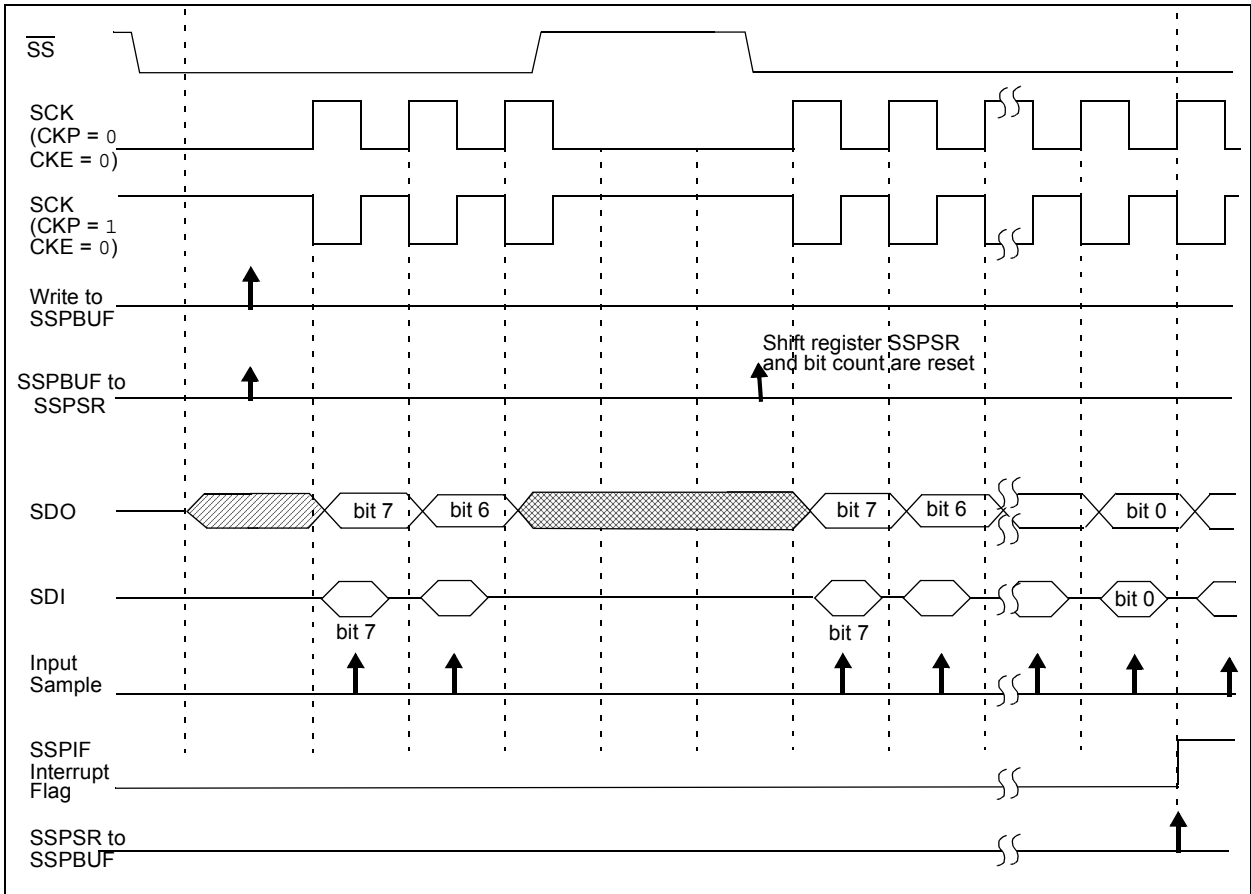 SS
SCK
(CKP = 0
CKE = 0)
SCK
(CKP = 1
CKE = 0)
Write to
SSPBUF
Shift register SSPSR
and bit count are reset
SSPBUF to
SSPSR
SDO
bit 7
bit 6
bit 7
bit 6
bit 0
SDI
bit 0
bit 7
bit 7
Input
Sample
SSPIF
Interrupt
Flag
SSPSR to
SSPBUF